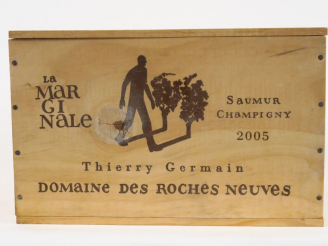 LA
MAR
GI
NALE
SAUMUR
CHAMPIGNY
2005
Thierry Germain
DOMAINE DES ROCHES NEUVES